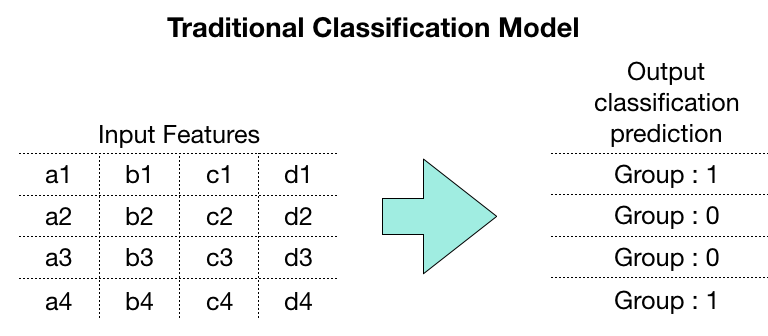 Traditional Classification Model
Output
classification
prediction
Input Features
a1 b1 c1 d1 Group : 1
a2 b2 c2 d2 Group : 0
a3 b3 c3 d3 Group : 0
a4 b4 c4 d4 Group : 1